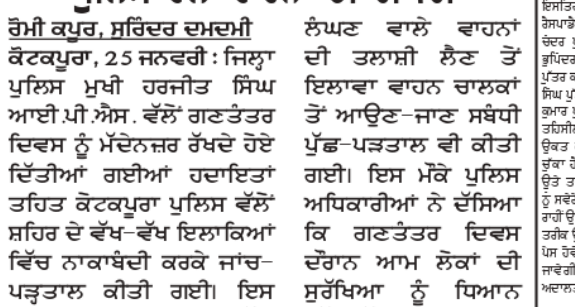 ਰੋਮੀ ਕਪੂਰ, ਸੁਰਿੰਦਰ ਦਮਦਮੀ
ਕੋਟਕਪੂਰਾ, 25 ਜਨਵਰੀ : ਜਿਲ੍ਹਾ
ਪੁਲਿਸ ਮੁਖੀ ਹਰਜੀਤ ਸਿੰਘ
ਆਈ.ਪੀ.ਐਸ. ਵੱਲੋਂ ਗਣਤੰਤਰ
ਦਿਵਸ ਨੂੰ ਮੱਦੇਨਜ਼ਰ ਰੱਖਦੇ ਹੋਏ
ਦਿੱਤੀਆਂ ਗਈਆਂ ਹਦਾਇਤਾਂ
ਤਹਿਤ ਕੋਟਕਪੂਰਾ ਪੁਲਿਸ ਵੱਲੋਂ
ਸ਼ਹਿਰ ਦੇ ਵੱਖ-ਵੱਖ ਇਲਾਕਿਆਂ
ਵਿੱਚ ਨਾਕਾਬੰਦੀ ਕਰਕੇ ਜਾਂਚ-
ਪੜ੍ਹਤਾਲ ਕੀਤੀ ਗਈ। ਇਸ
ਲੰਘਣ ਵਾਲੇ ਵਾਹਨਾਂ
ਦੀ ਤਲਾਸ਼ੀ ਲੈਣ ਤੋਂ
ਇਲਾਵਾ ਵਾਹਨ ਚਾਲਕਾਂ
ਤੋਂ ਆਉਣ-ਜਾਣ ਸਬੰਧੀ
ਪੁੱਛ-ਪੜਤਾਲ ਵੀ ਕੀਤੀ
ਗਈ। ਇਸ ਮੌਕੇ ਪੁਲਿਸ
ਅਧਿਕਾਰੀਆਂ ਨੇ ਦੱਸਿਆ
ਕਿ ਗਣਤੰਤਰ ਦਿਵਸ
ਦੌਰਾਨ ਆਮ ਲੋਕਾਂ ਦੀ
ਸੁਰੱਖਿਆ ਨੂੰ ਧਿਆਨ